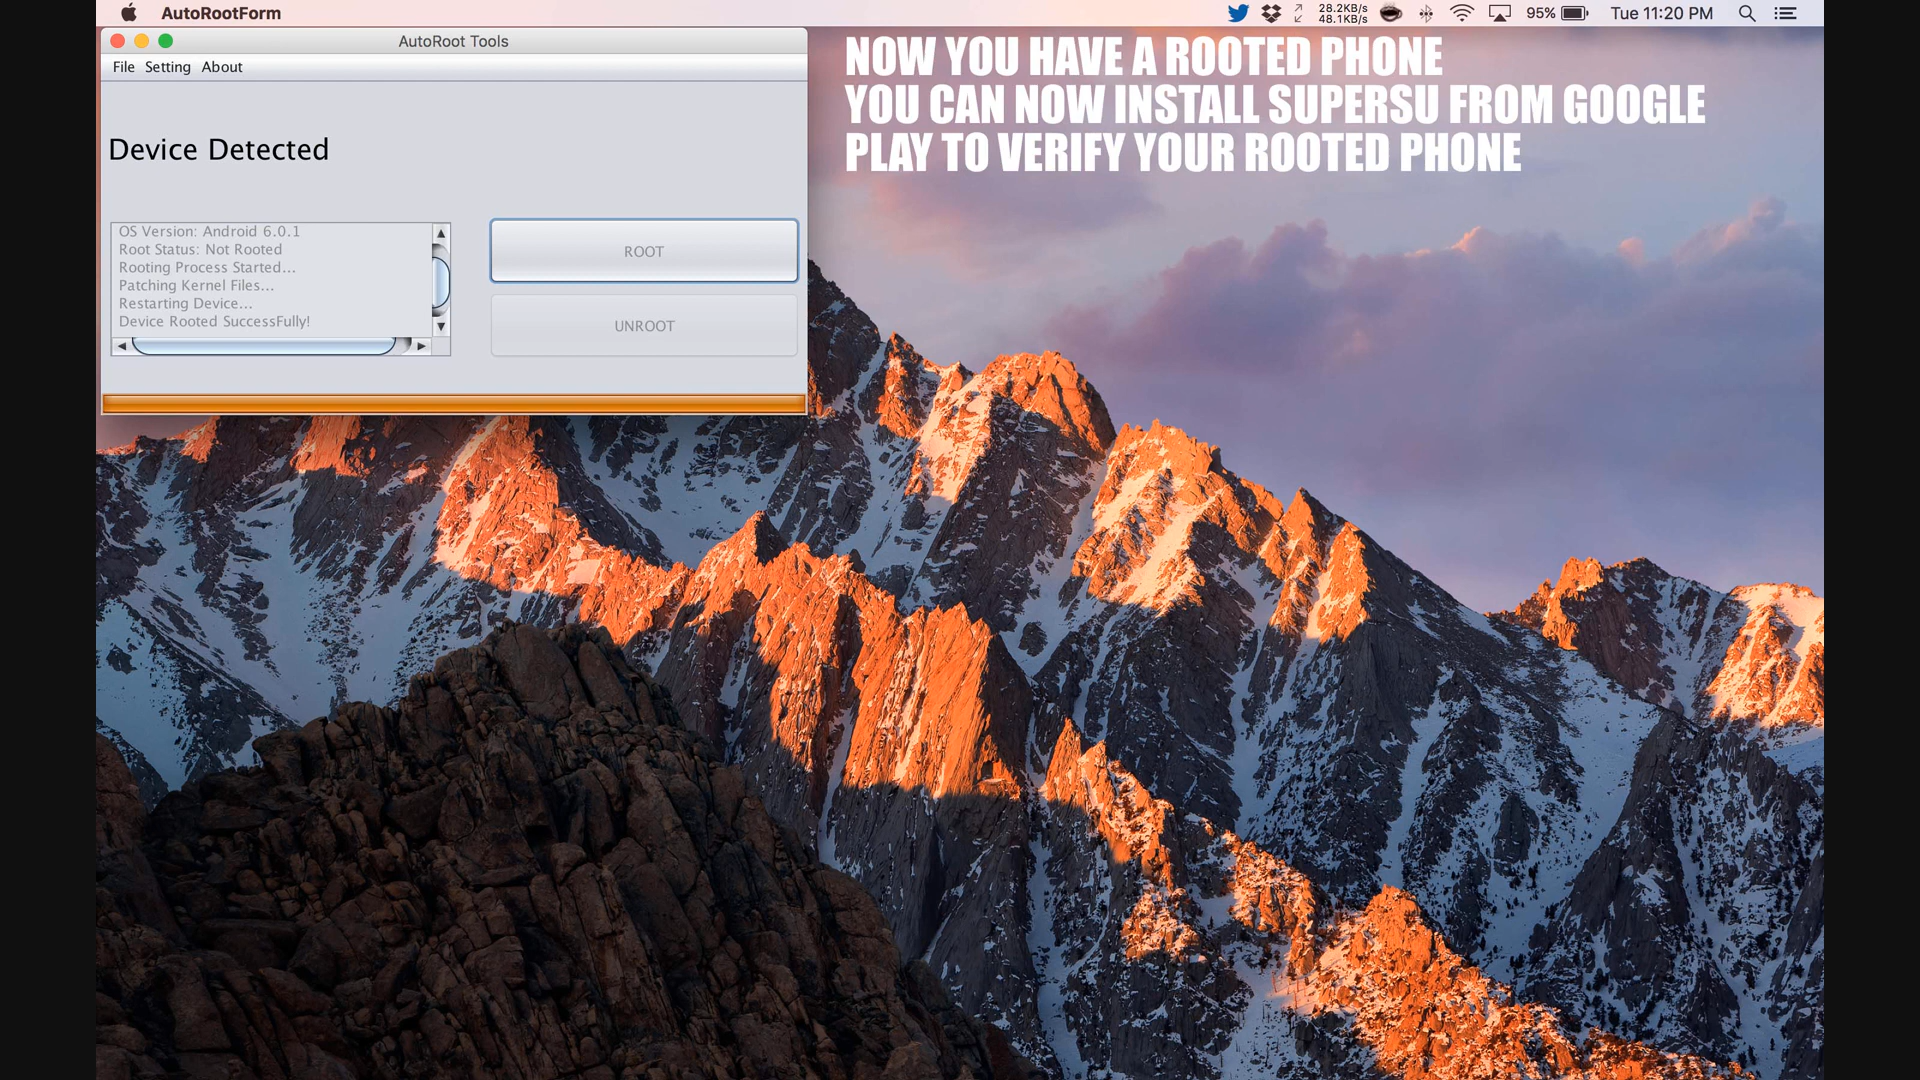 AutoRootForm
28.2KB/s
48.1KB/s
95%
Tue 11:20 PM
AutoRoot Tools
File Setting About
Device Detected
OS Version: Android 6.0.1
Root Status: Not Rooted
Rooting Process Started...
Patching Kernel Files...
Restarting Device...
Device Rooted SuccessFully!
ROOT
UNROOT
NOW YOU HAVE A ROOTED PHONE
YOU CAN NOW INSTALL SUPERSU FROM GOOGLE
PLAY TO VERIFY YOUR ROOTED PHONE